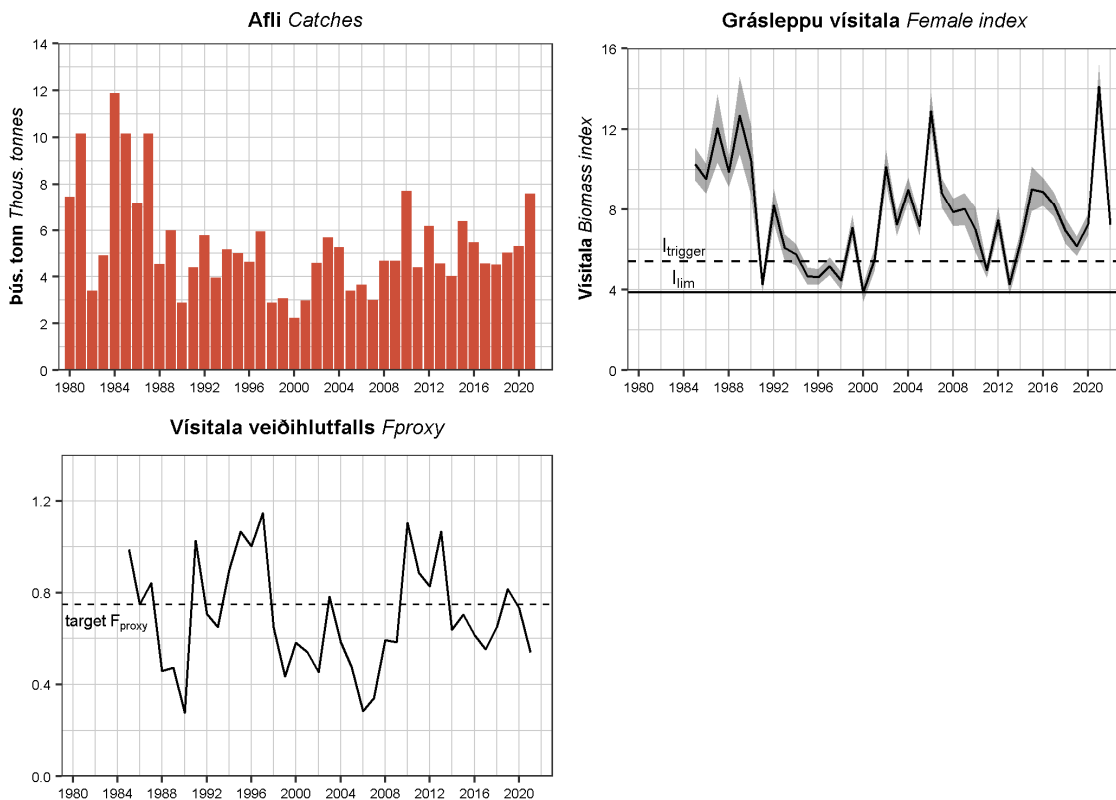 Afli Catches
Þús. tonn Thous. tonnes
14
12
10
8
6
4
2
0
1980 1984 1988 1992 1996 2000 2004 2008 2012 2016 2020
Grásleppu vísitala Female index
Vísitala Biomass index
16
12
8
4
0
I_trigger
I_lim
1980 1984 1988 1992 1996 2000 2004 2008 2012 2016 2020
Vísitala veiðihlutfalls Fproxy
1.2
0.8
0.4
0.0
target F_proxy
1980 1984 1988 1992 1996 2000 2004 2008 2012 2016 2020